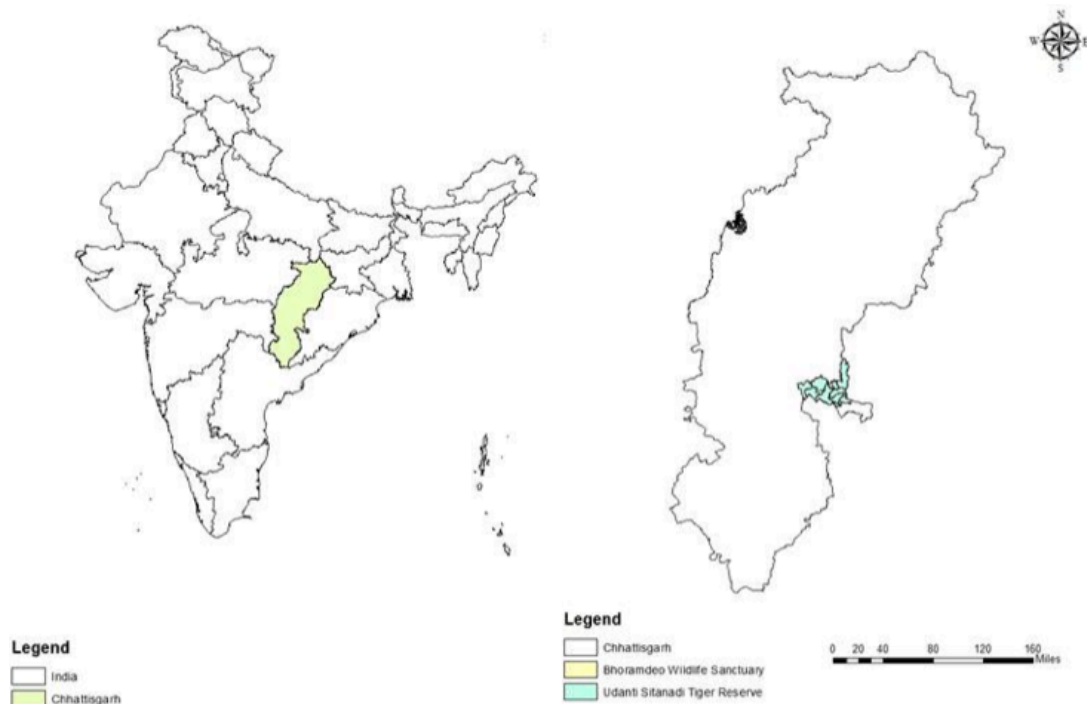 N
W E
S
Legend
India
Chhattisgarh
Legend
Chhattisgarh
Bhoramdeo Wildlife Sanctuary
Udanti Sitanadi Tiger Reserve
0 20 40 80 120 160
Miles